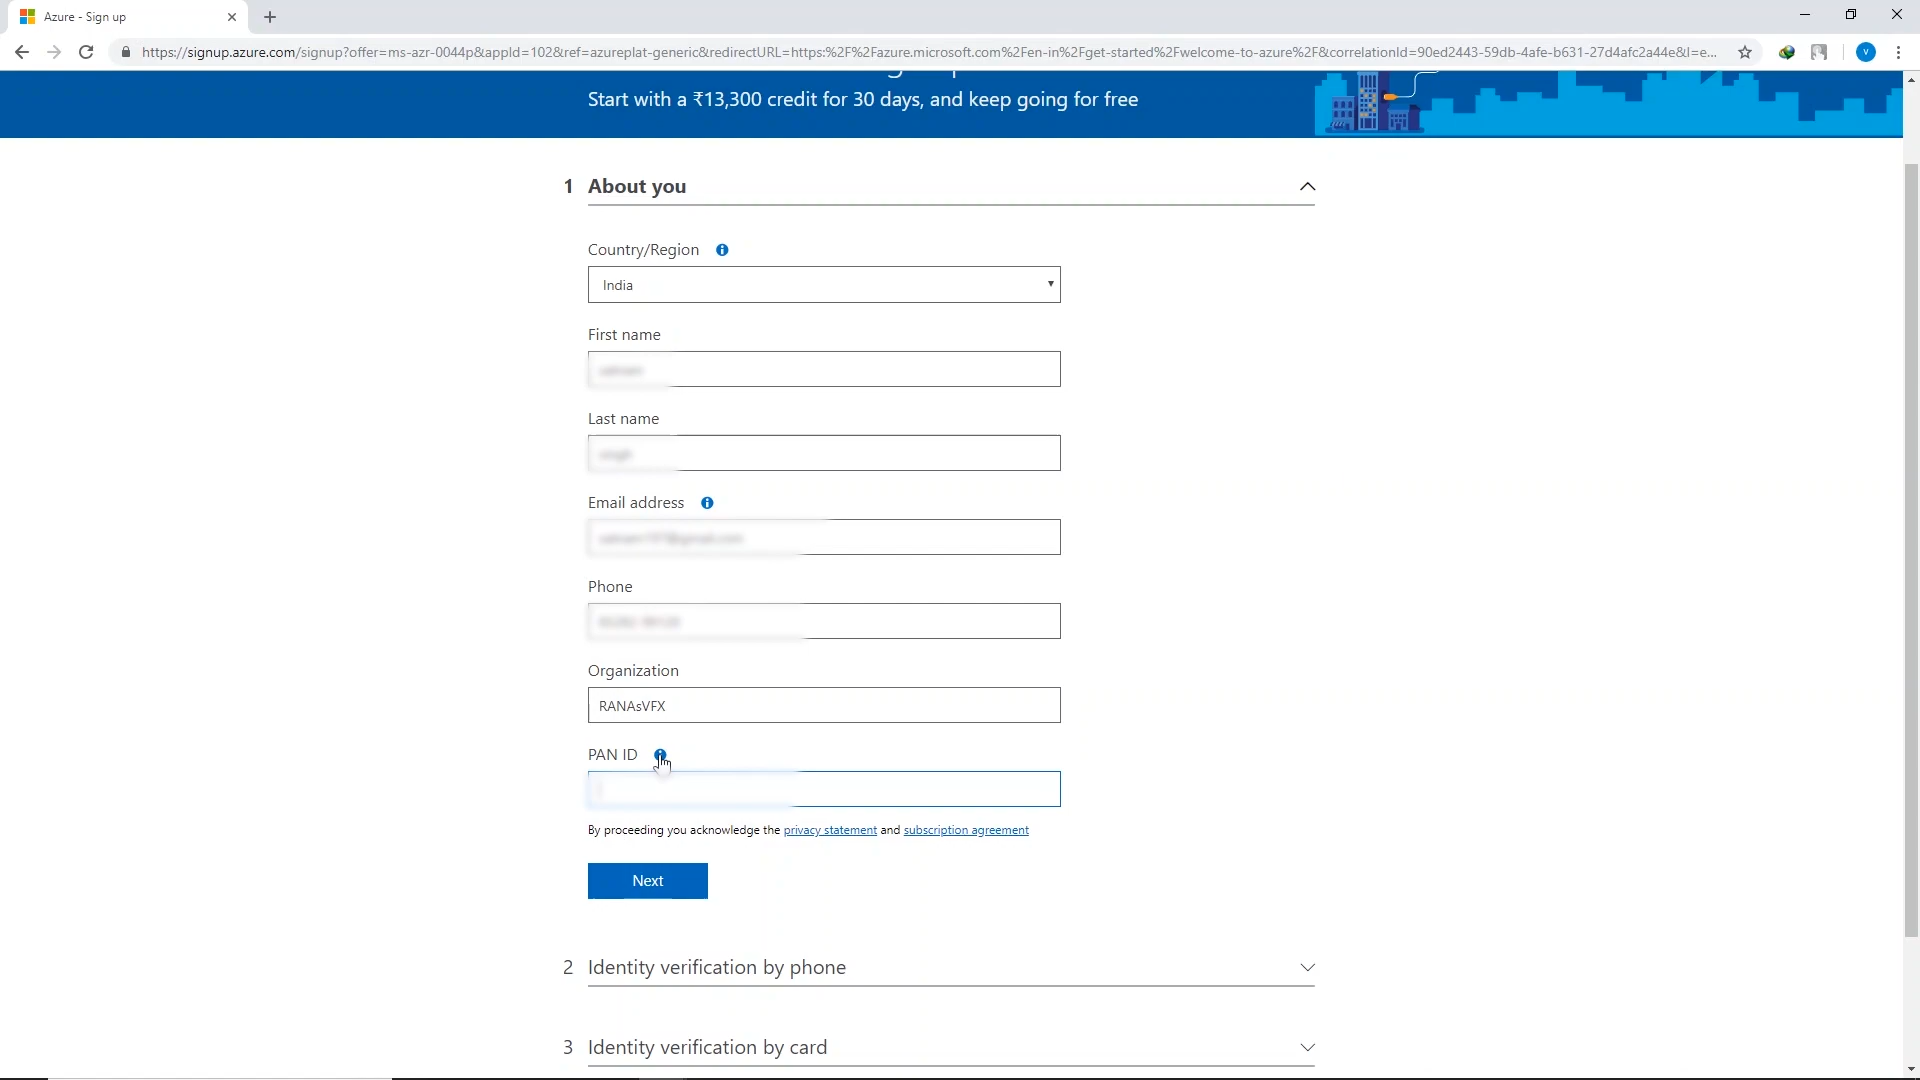 Azure - Sign up
https://signup.azure.com/signup?offer=ms-azr-0044p&appId=102&ref=azureplat-generic&redirectURL=https:%2F%2Fazure.microsoft.com%2Fen-in%2Fget-started%2Fwelcome-to-azure%2F&correlationId=90ed2443-59db-4afe-b631-27d4afc2a44e&l=e...
V
Start with a ₹13,300 credit for 30 days, and keep going for free
1 About you
Country/Region
India
First name
Last name
Email address
Phone
Organization
RANAsVFX
PAN ID
By proceeding you acknowledge the privacy statement and subscription agreement
Next
2 Identity verification by phone
3 Identity verification by card